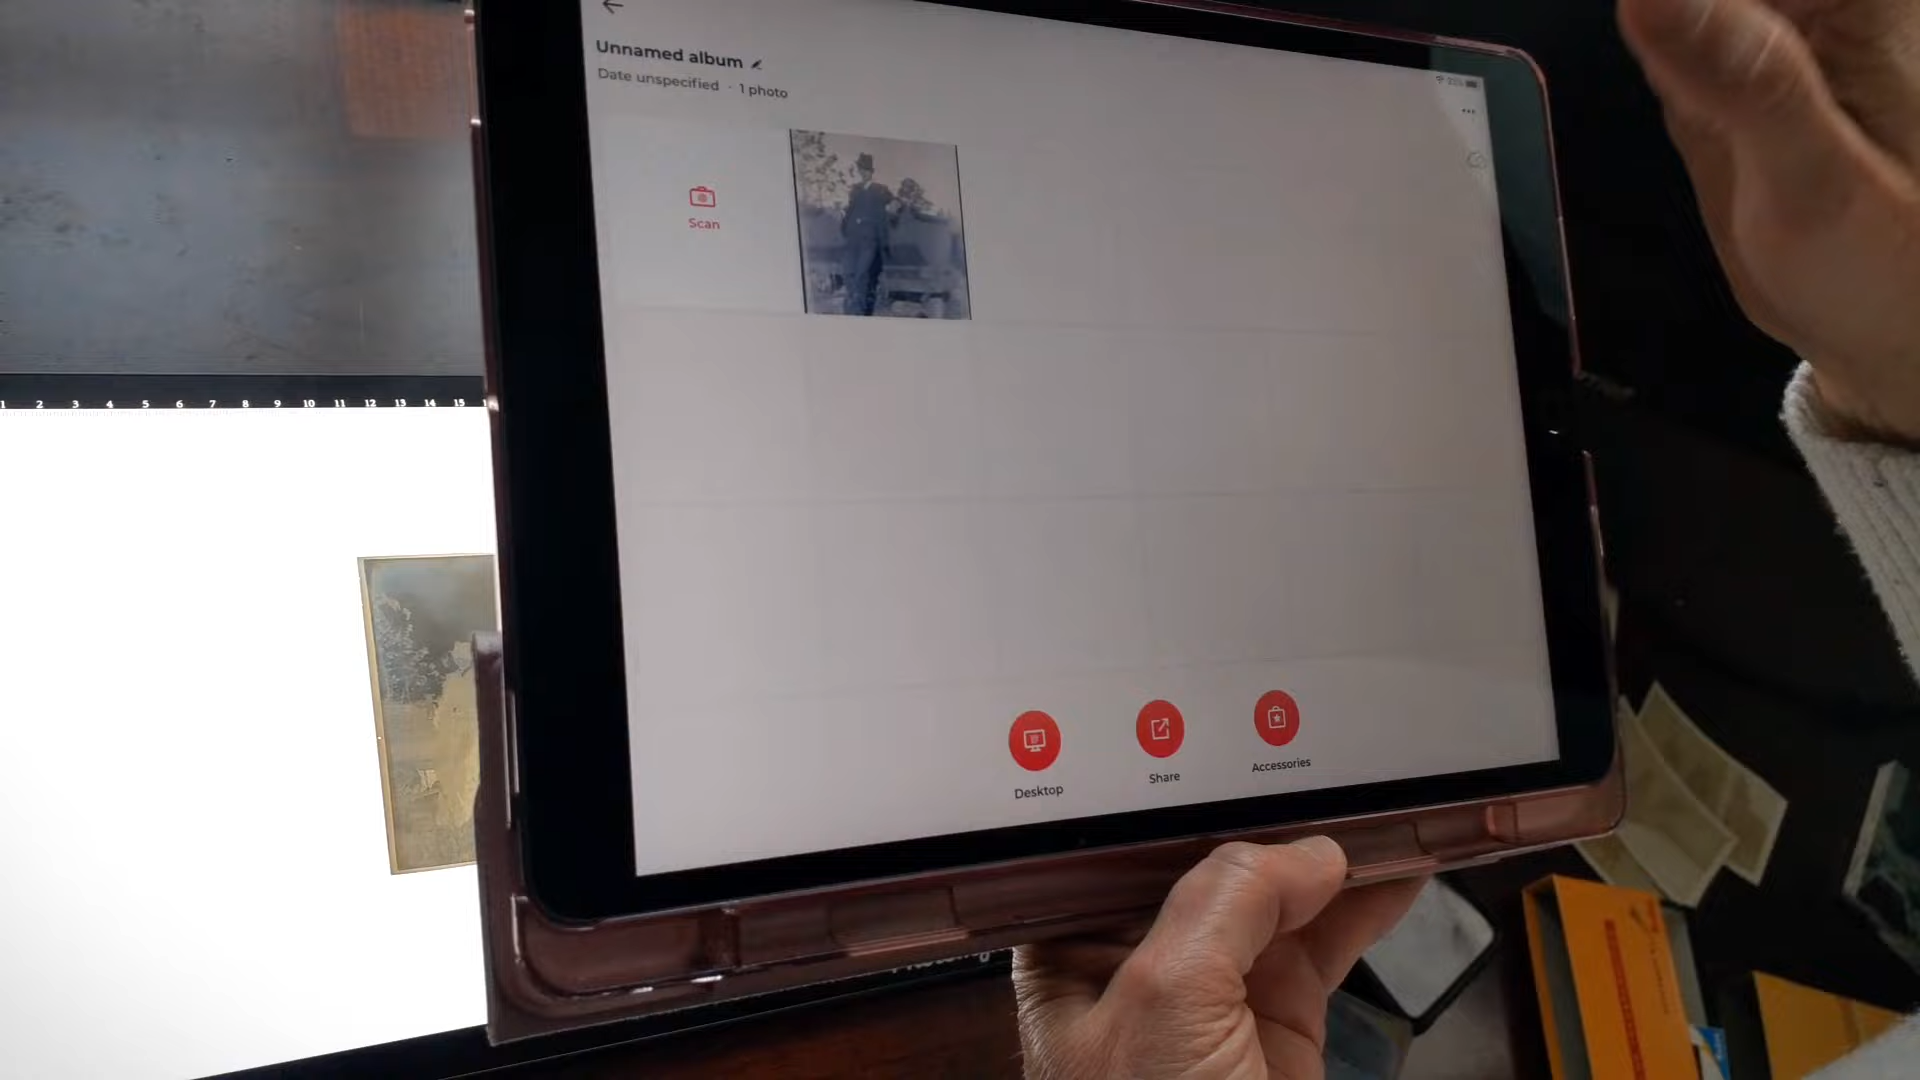 Unnamed album
Date unspecified · 1 photo
Scan
1 2 3 4 5 6 7 8 9 10 11 12 13 14 15
Desktop
Share
Accessories